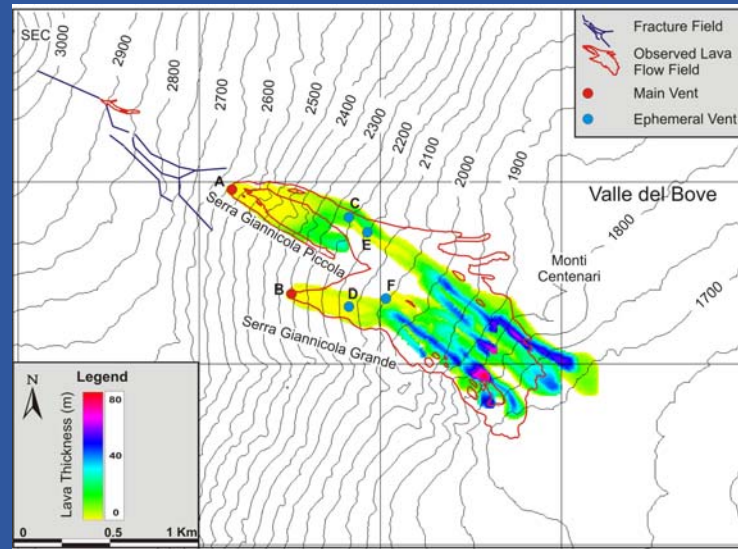 SEC
3000
2900
2800
2700
2600
2500
2400
2300
2200
2100
2000
1900
1800
1700
Fracture Field
Observed Lava
Flow Field
Main Vent
Ephemeral Vent
A
C
E
B
D
F
Serra Giannicola Piccola
Serra Giannicola Grande
Valle del Bove
Monti
Centenari
N
Legend
Lava Thickness (m)
80
40
0
0 0.5 1 Km